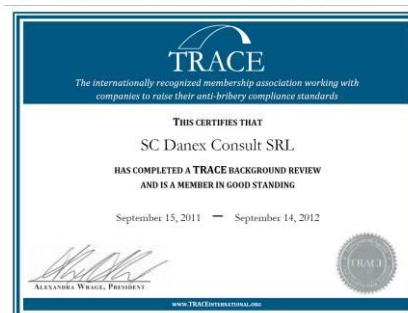 TRACE
The internationally recognized membership association working with
companies to raise their anti-bribery compliance standards
THIS CERTIFIES THAT
SC Danex Consult SRL
HAS COMPLETED A TRACE BACKGROUND REVIEW
AND IS A MEMBER IN GOOD STANDING
September 15, 2011 — September 14, 2012
ALEXANDRA WRAGE, PRESIDENT
TRACE
WWW.TRACEINTERNATIONAL.ORG